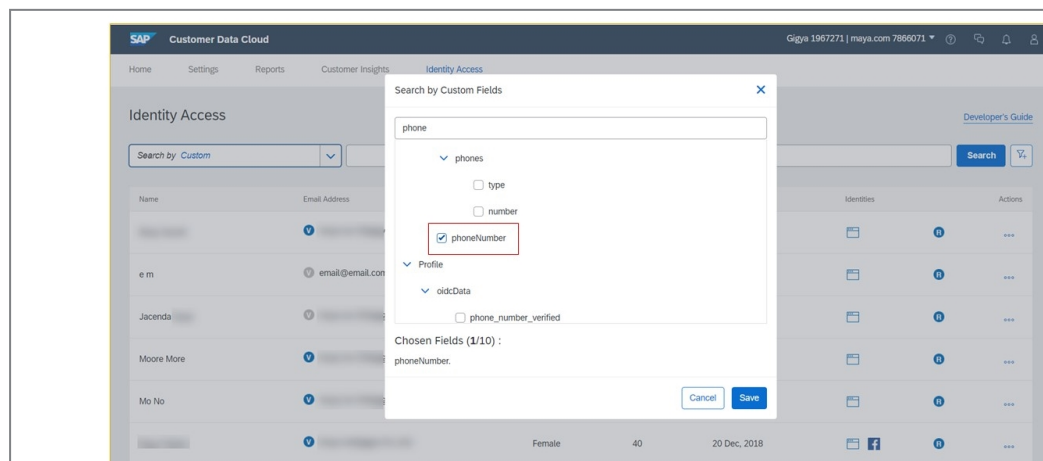 SAP Customer Data Cloud Gigya 1967271 | maya.com 7866071
Home Settings Reports Customer Insights Identity Access
Search by Custom Fields
Identity Access
Developer's Guide
phone
Search by Custom
Search
phones
type
Name Email Address Identities Actions
number
phoneNumber
Profile
e m email@email.com
oidcData
Jacenda
phone_number_verified
Chosen Fields (1/10) :
Moore More
phoneNumber.
Mo No
Cancel Save
Female 40 20 Dec, 2018